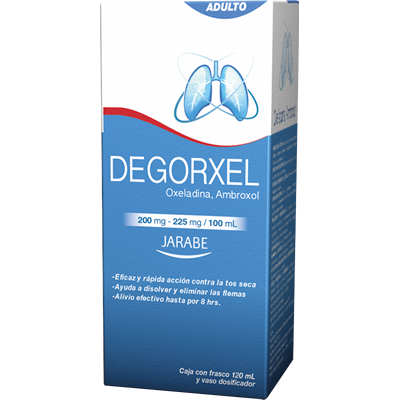 ADULTO
DEGORXEL
Oxeladina, Ambroxol
200 mg - 225 mg / 100 mL
JARABE
-Eficaz y rápida acción contra la tos seca
-Ayuda a disolver y eliminar las flemas
-Alivio efectivo hasta por 8 hrs.
Caja con frasco 120 mL
y vaso dosificador